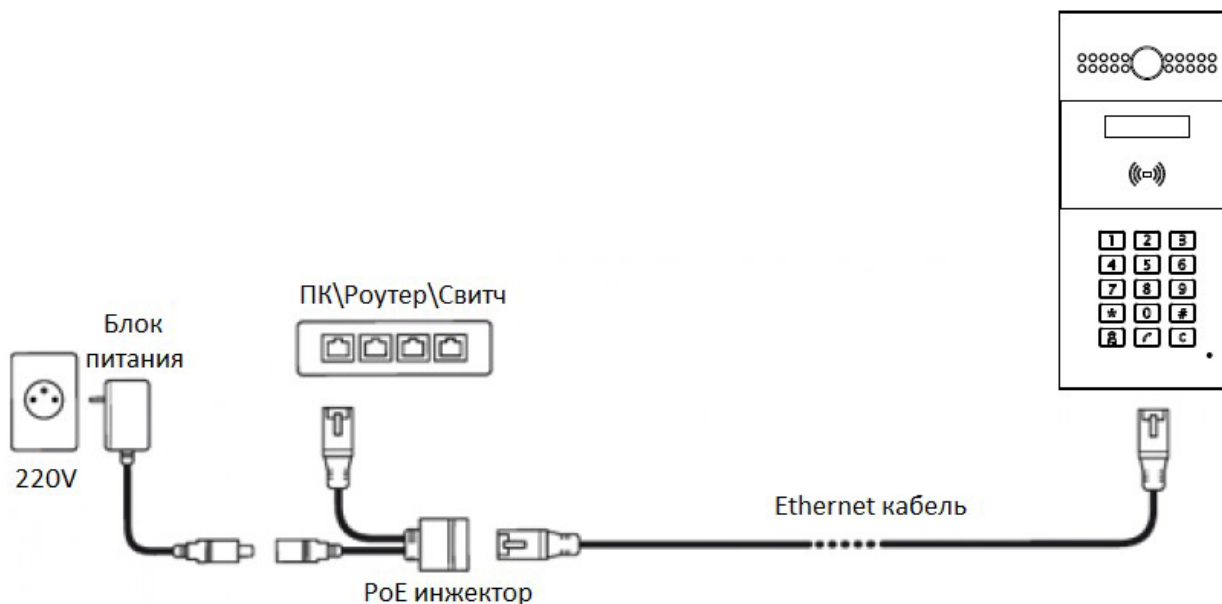 ПК\Роутер\Свитч
Блок
питания
220V
Ethernet кабель
PoE инжектор
1 2 3
4 5 6
7 8 9
* 0 #
C